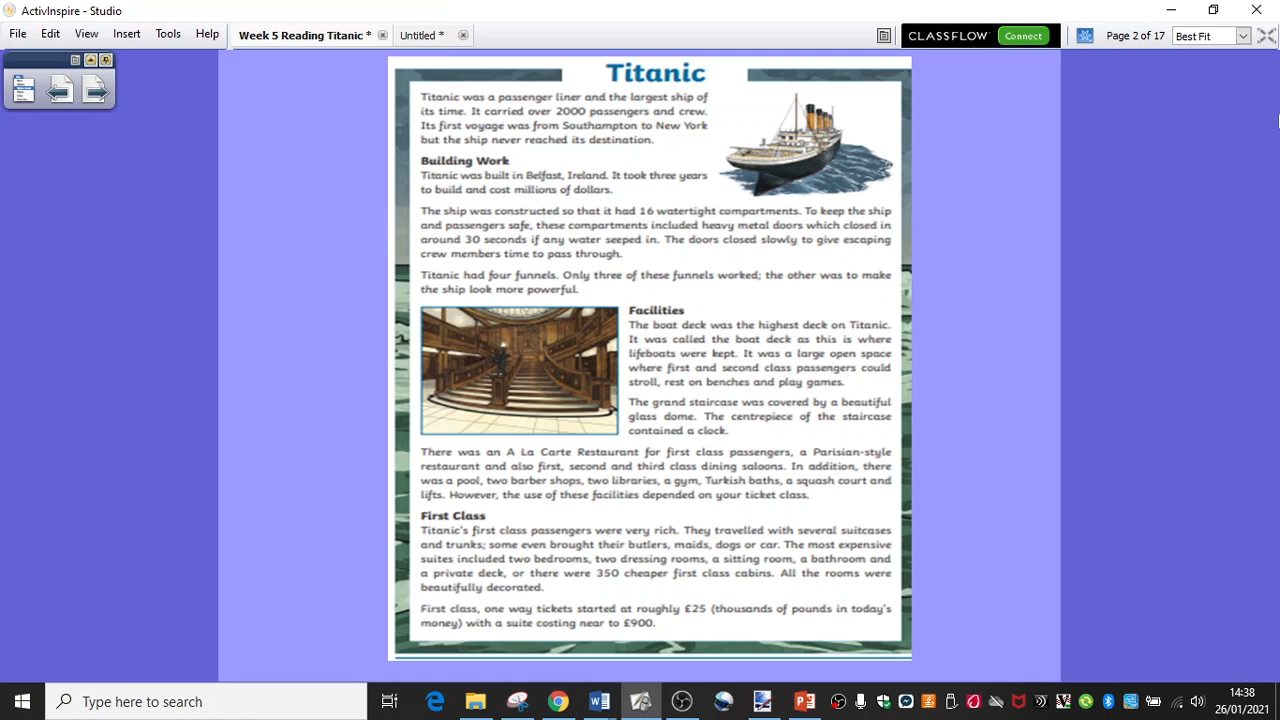 ActivInspire - Studio
File Edit View Insert Tools Help
Week 5 Reading Titanic *
Untitled *
CLASSFLOW
Connect
Page 2 of 17
Best Fit
Titanic
Titanic was a passenger liner and the largest ship of
its time. It carried over 2000 passengers and crew.
Its first voyage was from Southampton to New York
but the ship never reached its destination.
Building Work
Titanic was built in Belfast, Ireland. It took three years
to build and cost millions of dollars.
The ship was constructed so that it had 16 watertight compartments. To keep the ship
and passengers safe, these compartments included heavy metal doors which closed in
around 30 seconds if any water seeped in. The doors closed slowly to give escaping
crew members time to pass through.
Titanic had four funnels. Only three of these funnels worked; the other was to make
the ship look more powerful.
Facilities
The boat deck was the highest deck on Titanic.
It was called the boat deck as this is where
lifeboats were kept. It was a large open space
where first and second class passengers could
stroll, rest on benches and play games.
The grand staircase was covered by a beautiful
glass dome. The centrepiece of the staircase
contained a clock.
There was an A La Carte Restaurant for first class passengers, a Parisian-style
restaurant and also first, second and third class dining saloons. In addition, there
was a pool, two barber shops, two libraries, a gym, Turkish baths, a squash court and
lifts. However, the use of these facilities depended on your ticket class.
First Class
Titanic's first class passengers were very rich. They travelled with several suitcases
and trunks; some even brought their butlers, maids, dogs or car. The most expensive
suites included two bedrooms, two dressing rooms, a sitting room, a bathroom and
a private deck, or there were 350 cheaper first class cabins. All the rooms were
beautifully decorated.
First class, one way tickets started at roughly £25 (thousands of pounds in today's
money) with a suite costing near to £900.
Type here to search
14:38
26/01/2021